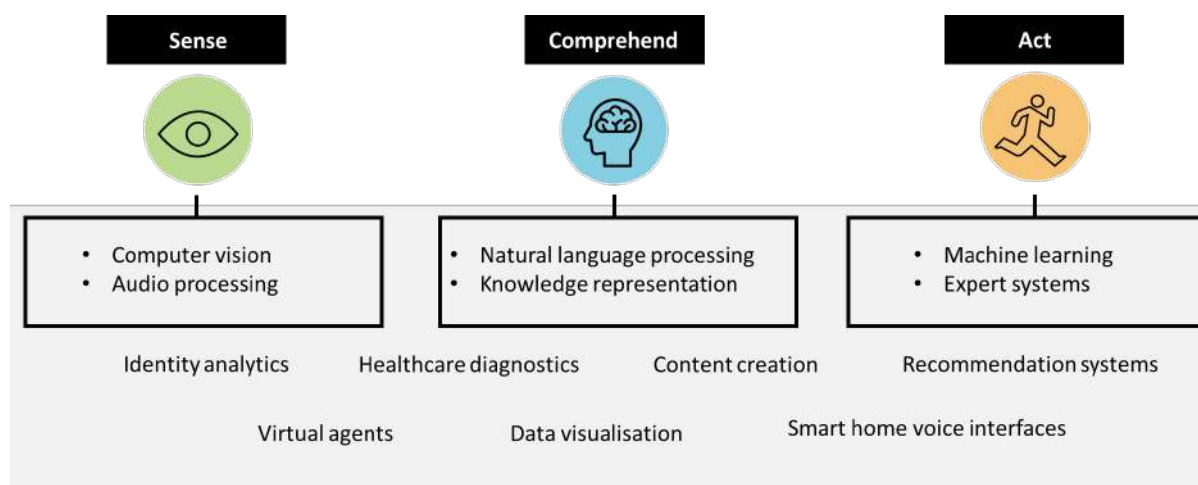 Sense
Comprehend
Act
• Computer vision
• Audio processing
• Natural language processing
• Knowledge representation
• Machine learning
• Expert systems
Identity analytics
Healthcare diagnostics
Content creation
Recommendation systems
Virtual agents
Data visualisation
Smart home voice interfaces